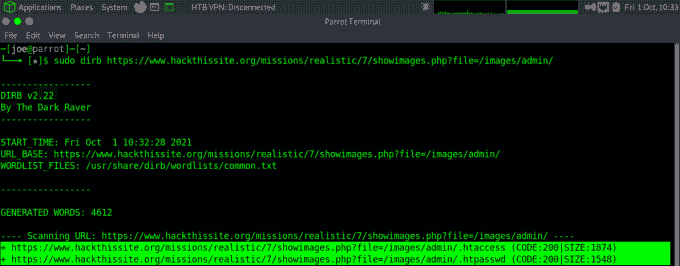 Applications Places System HTB VPN: Disconnected Fri 1 Oct, 10:33
Parrot Terminal
File Edit View Search Terminal Help
─[joe@parrot]─[~]
└──╼ [★]$ sudo dirb https://www.hackthissite.org/missions/realistic/7/showimages.php?file=/images/admin/
-----------------
DIRB v2.22
By The Dark Raver
-----------------
START_TIME: Fri Oct  1 10:32:28 2021
URL_BASE: https://www.hackthissite.org/missions/realistic/7/showimages.php?file=/images/admin/
WORDLIST_FILES: /usr/share/dirb/wordlists/common.txt
-----------------
GENERATED WORDS: 4612
---- Scanning URL: https://www.hackthissite.org/missions/realistic/7/showimages.php?file=/images/admin/ ----
+ https://www.hackthissite.org/missions/realistic/7/showimages.php?file=/images/admin/.htaccess (CODE:200|SIZE:1874)
+ https://www.hackthissite.org/missions/realistic/7/showimages.php?file=/images/admin/.htpasswd (CODE:200|SIZE:1548)